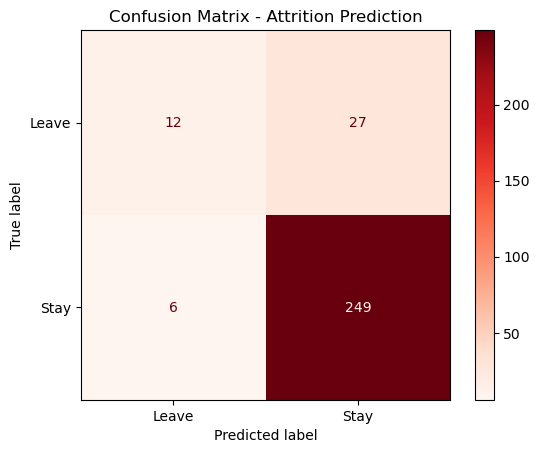 Confusion Matrix - Attrition Prediction
True label
Leave
Stay
12
27
6
249
Leave
Stay
Predicted label
200
150
100
50